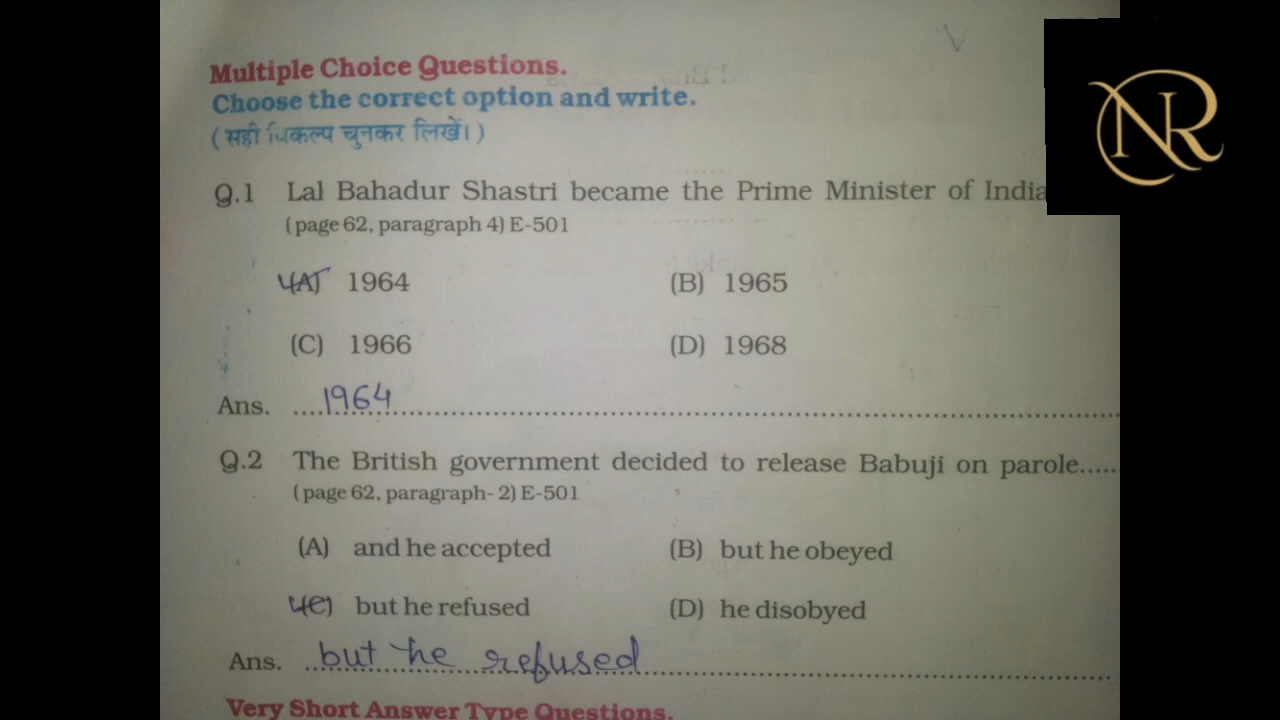 Multiple Choice Questions.
Choose the correct option and write.
(सही विकल्प चुनकर लिखें।)
Q.1 Lal Bahadur Shastri became the Prime Minister of India
(page 62, paragraph 4) E-501
(A) 1964 (B) 1965
(C) 1966 (D) 1968
Ans. ....1964....
Q.2 The British government decided to release Babuji on parole.....
(page 62, paragraph- 2) E-501
(A) and he accepted (B) but he obeyed
(C) but he refused (D) he disobyed
Ans. ...but he refused....
Very Short Answer Type Questions.
NR